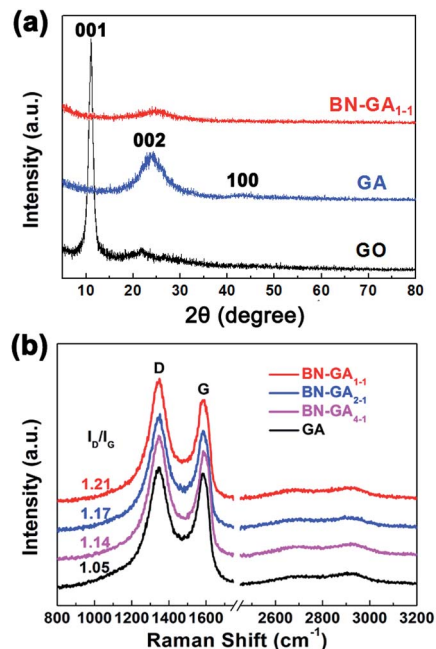 (a)
001
BN-GA1-1
002
100
GA
GO
Intensity (a.u.)
10 20 30 40 50 60 70 80
2θ (degree)
(b)
D
G
BN-GA1-1
BN-GA2-1
BN-GA4-1
GA
ID/IG
1.21
1.17
1.14
1.05
Intensity (a.u.)
800 1000 1200 1400 1600 2600 2800 3000 3200
Raman Shift (cm-1)